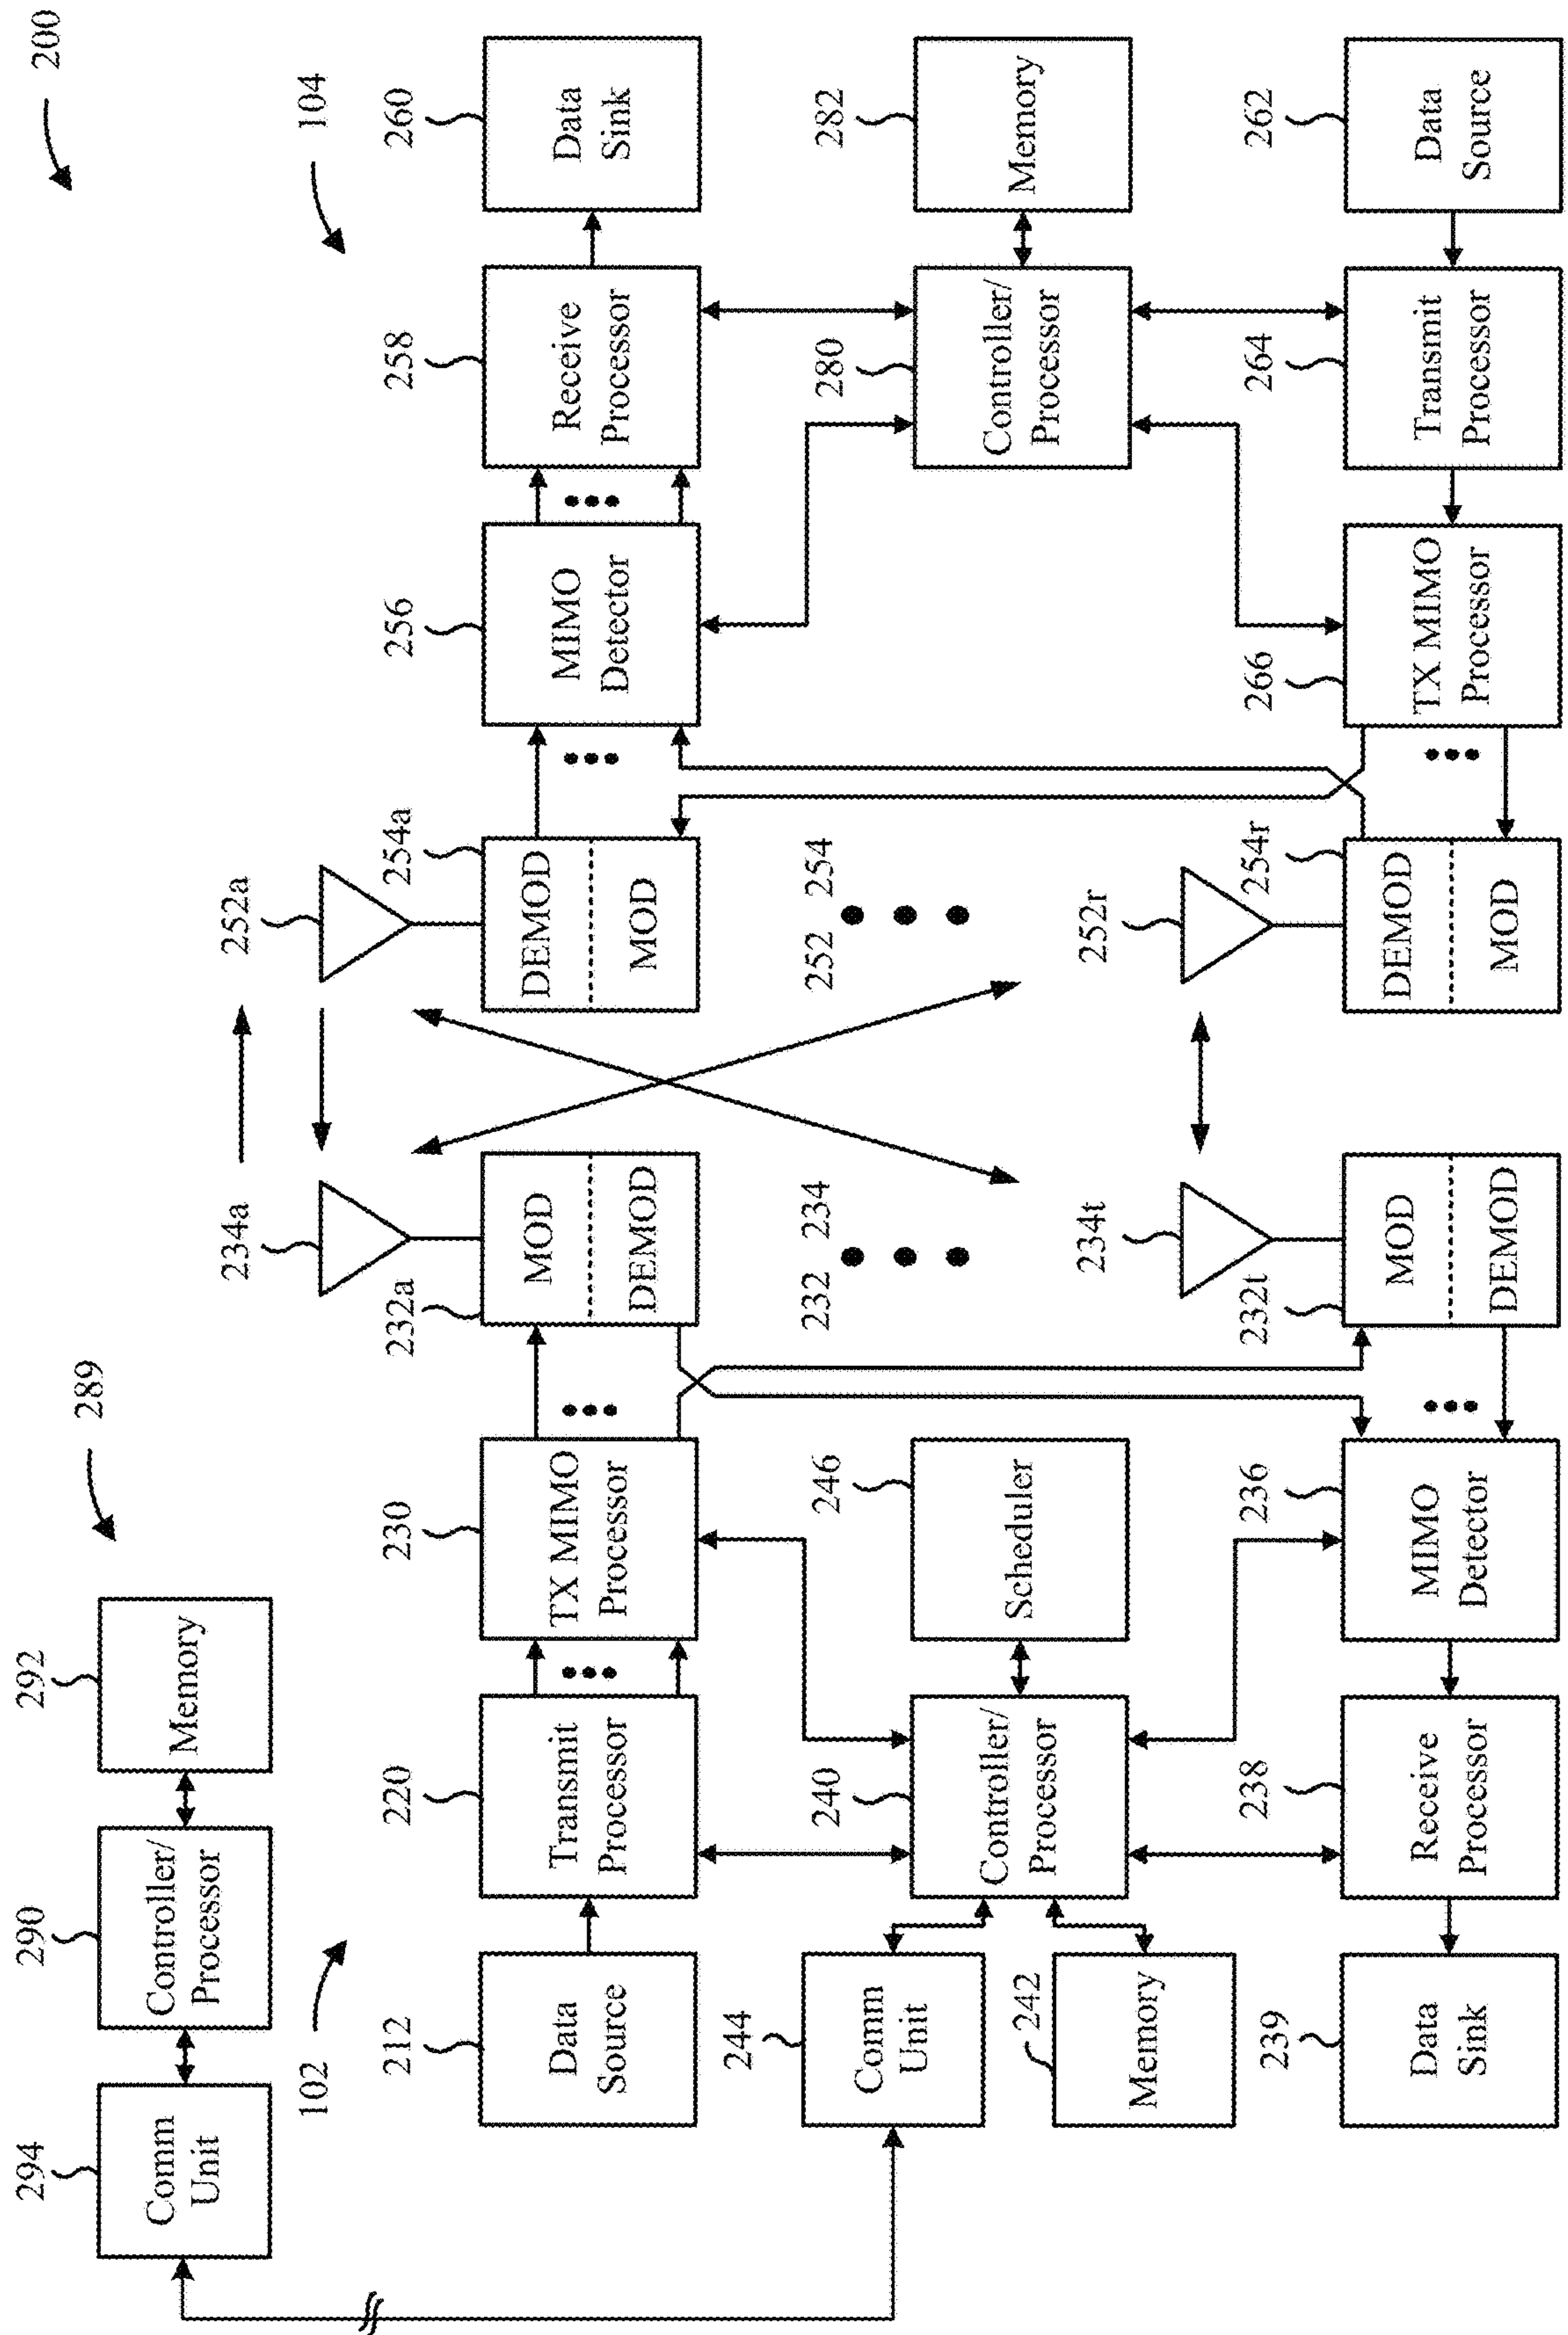 200
289
294
290
292
Comm
Unit
Controller/
Processor
Memory
102
104
234a
252a
212
220
230
232a
254a
256
258
260
Data
Source
Transmit
Processor
TX MIMO
Processor
MOD
DEMOD
DEMOD
MOD
MIMO
Detector
Receive
Processor
Data
Sink
244
240
246
232 234
252 254
280
282
Comm
Unit
Controller/
Processor
Scheduler
Controller/
Processor
Memory
242
Memory
234t
252r
239
238
236
232t
254r
266
264
262
Data
Sink
Receive
Processor
MIMO
Detector
MOD
DEMOD
DEMOD
MOD
TX MIMO
Processor
Transmit
Processor
Data
Source